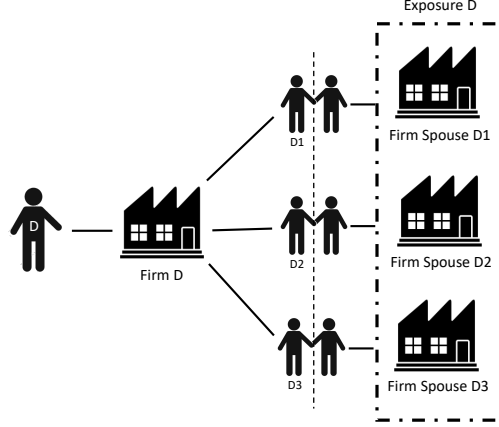 Exposure D
D1
Firm Spouse D1
D
Firm D
D2
Firm Spouse D2
D3
Firm Spouse D3